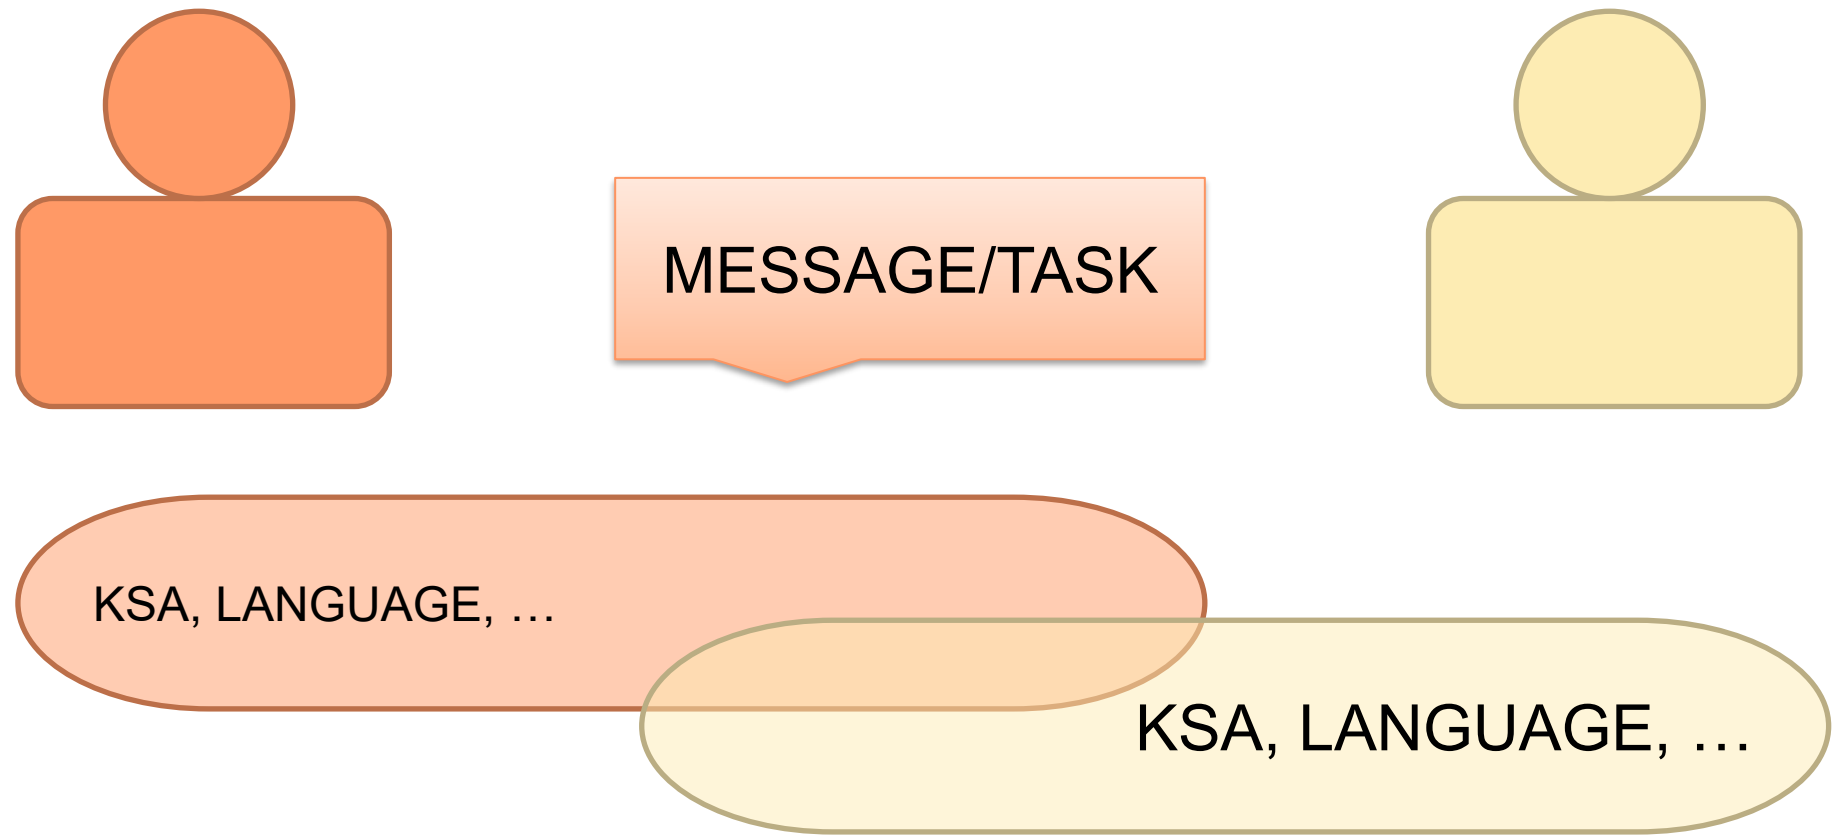 MESSAGE/TASK
KSA, LANGUAGE, …
KSA, LANGUAGE, …